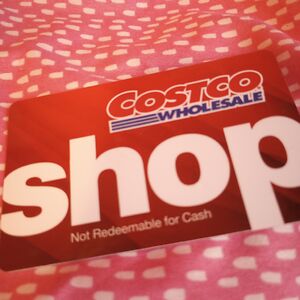 COSTCO
WHOLESALE
shop
Not Redeemable for Cash